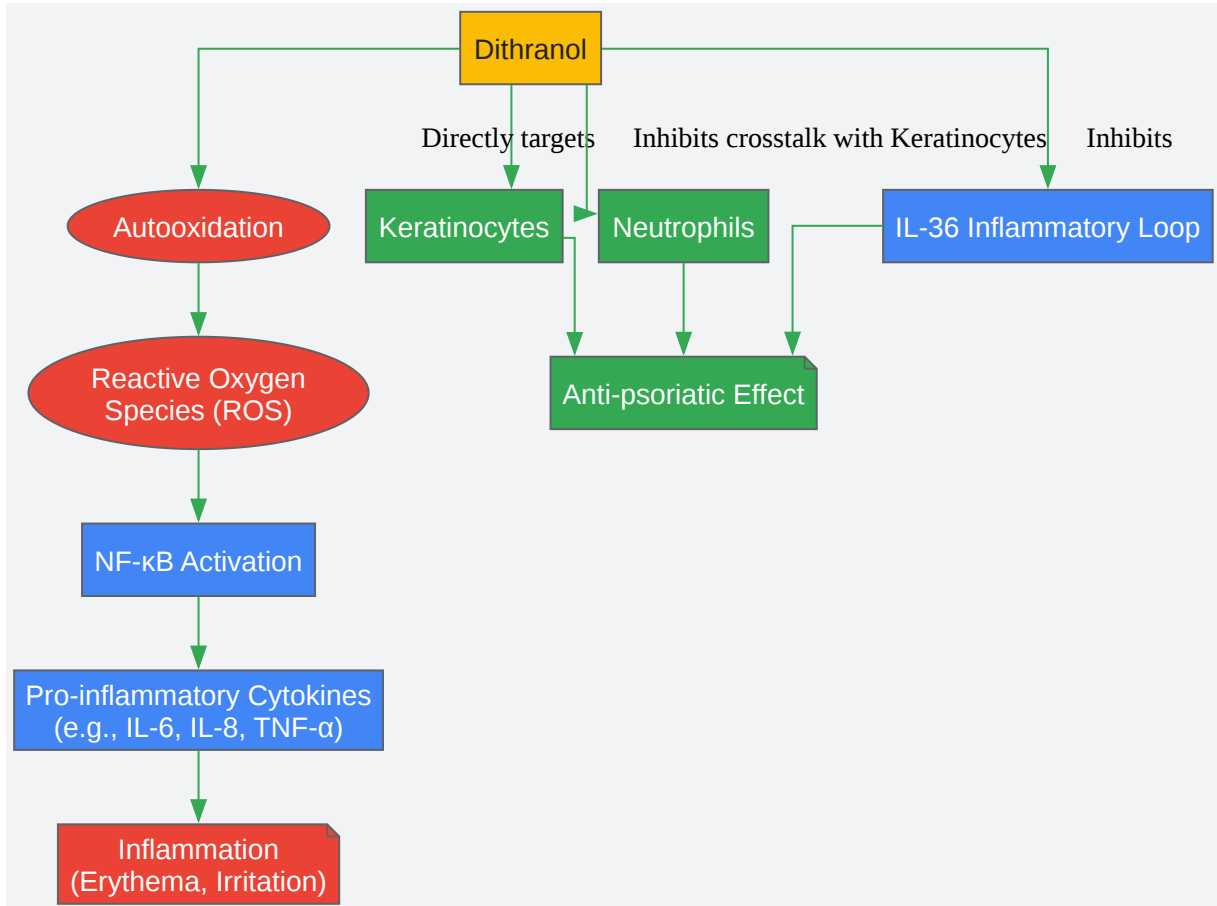 Dithranol
Directly targets
Inhibits crosstalk with Keratinocytes
Inhibits
Autooxidation
Keratinocytes
Neutrophils
IL-36 Inflammatory Loop
Reactive Oxygen
Species (ROS)
Anti-psoriatic Effect
NF-κB Activation
Pro-inflammatory Cytokines
(e.g., IL-6, IL-8, TNF-α)
Inflammation
(Erythema, Irritation)